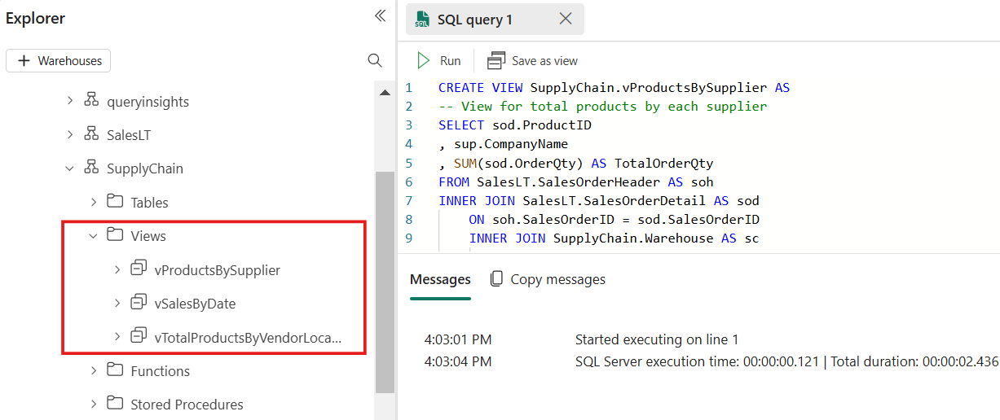 Explorer
Warehouses
queryinsights
SalesLT
SupplyChain
Tables
Views
vProductsBySupplier
vSalesByDate
vTotalProductsByVendorLoca...
Functions
Stored Procedures
SQL
SQL query 1
Run
Save as view
1 CREATE VIEW SupplyChain.vProductsBySupplier AS
2 -- View for total products by each supplier
3 SELECT sod.ProductID
4 , sup.CompanyName
5 , SUM(sod.OrderQty) AS TotalOrderQty
6 FROM SalesLT.SalesOrderHeader AS soh
7 INNER JOIN SalesLT.SalesOrderDetail AS sod
8 ON soh.SalesOrderID = sod.SalesOrderID
9 INNER JOIN SupplyChain.Warehouse AS sc
Messages
Copy messages
4:03:01 PM Started executing on line 1
4:03:04 PM SQL Server execution time: 00:00:00.121 | Total duration: 00:00:02.436